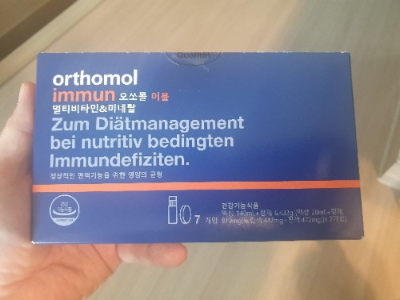 orthomol
immun 오쏘몰 이뮨
멀티비타민&미네랄
Zum Diätmanagement
bei nutritiv bedingten
Immundefiziten.
정상적인 면역기능을 위한 영양의 균형
건강기능식품
7